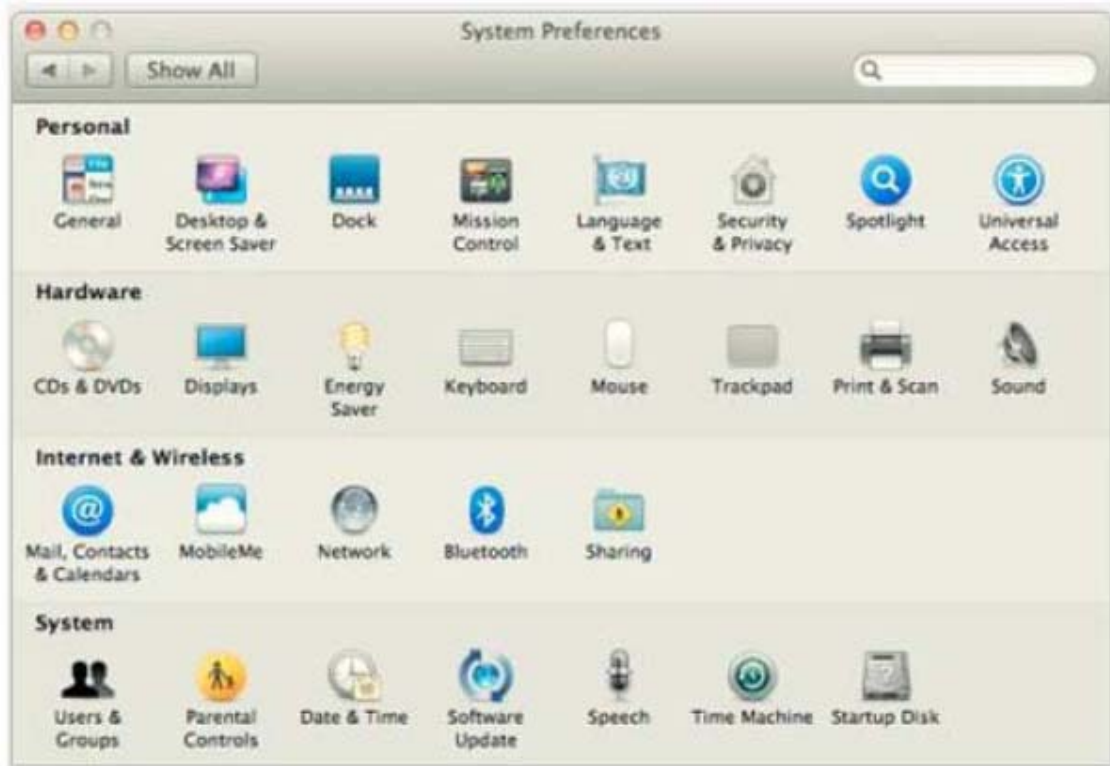 System Preferences
Show All
Personal
General
Desktop &
Screen Saver
Dock
Mission
Control
Language
& Text
Security
& Privacy
Spotlight
Universal
Access
Hardware
CDs & DVDs
Displays
Energy
Saver
Keyboard
Mouse
Trackpad
Print & Scan
Sound
Internet & Wireless
Mail, Contacts
& Calendars
MobileMe
Network
Bluetooth
Sharing
System
Users &
Groups
Parental
Controls
Date & Time
Software
Update
Speech
Time Machine
Startup Disk